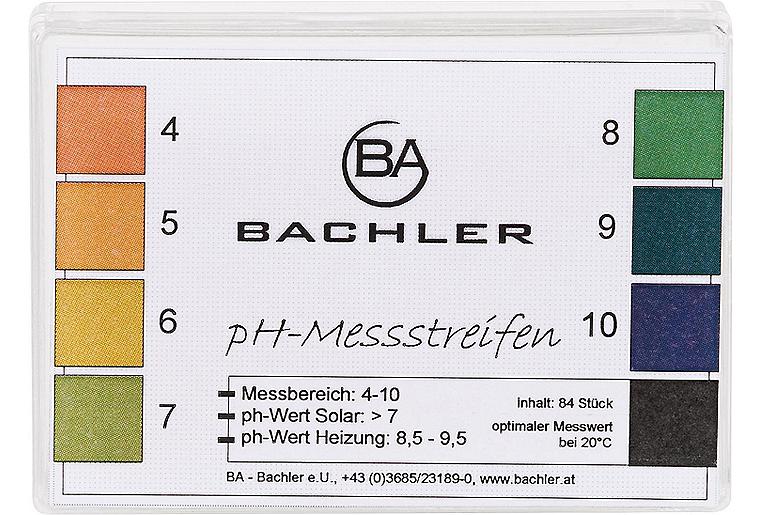 4
5
6
7
BA
BACHLER
pH-Messstreifen
8
9
10
Messbereich: 4-10
ph-Wert Solar: > 7
ph-Wert Heizung: 8,5 - 9,5
Inhalt: 84 Stück
optimaler Messwert
bei 20°C
BA - Bachler e.U., +43 (0)3685/23189-0, www.bachler.at